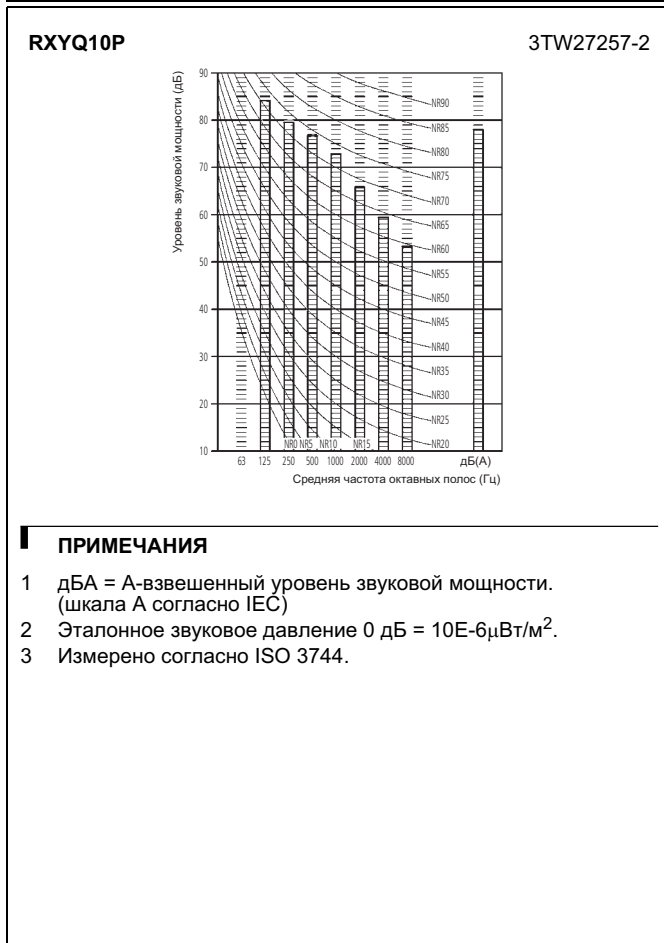 RXYQ10P 3TW27257-2
Уровень звуковой мощности (дБ)
90
80
70
60
50
40
30
20
10
NR90
NR85
NR80
NR75
NR70
NR65
NR60
NR55
NR50
NR45
NR40
NR35
NR30
NR25
NR20
NR0 NR5 NR10 NR15
63 125 250 500 1000 2000 4000 8000 дБ(A)
Средняя частота октавных полос (Гц)
ПРИМЕЧАНИЯ
1 дБА = А-взвешенный уровень звуковой мощности.
(шкала А согласно IEC)
2 Эталонное звуковое давление 0 дБ = 10E-6μВт/м².
3 Измерено согласно ISO 3744.